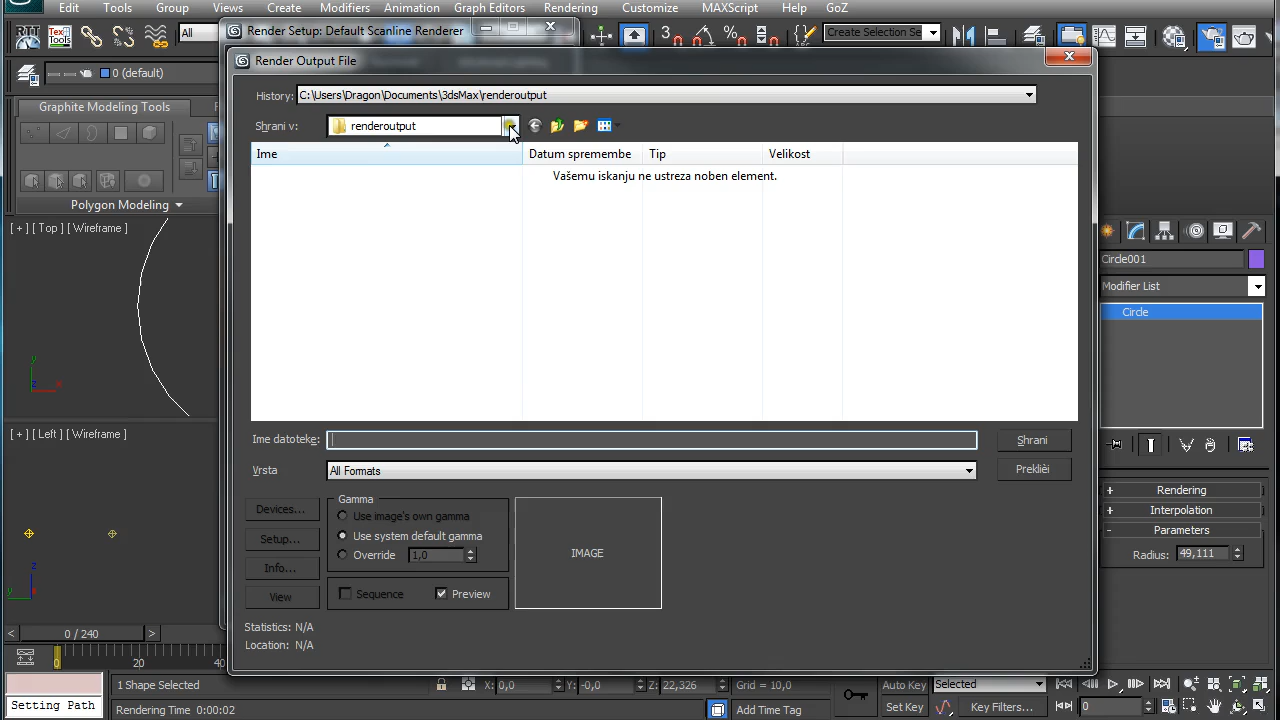 Edit Tools Group Views Create Modifiers Animation Graph Editors Rendering Customize MAXScript Help GoZ
RTT Tex Tools All Render Setup: Default Scanline Renderer 3 Create Selection Se
0 (default) Render Output File
Graphite Modeling Tools
Polygon Modeling
[ + ] [ Top ] [ Wireframe ]
y
z
x
[ + ] [ Left ] [ Wireframe ]
z
y
< 0 / 240 >
0 20 40
History: C:\Users\Dragon\Documents\3dsMax\renderoutput
Shrani v: renderoutput
Ime Datum spremembe Tip Velikost
Vašemu iskanju ne ustreza noben element.
Ime datoteke: Shrani
Vrsta All Formats Preklièi
Devices...
Setup...
Info...
View
Gamma
Use image's own gamma
Use system default gamma
Override 1,0
Sequence Preview
IMAGE
Statistics: N/A
Location: N/A
Circle001
Modifier List
Circle
+ Rendering
+ Interpolation
- Parameters
Radius: 49,111
1 Shape Selected X: 0,0 Y: -0,0 Z: 22,326 Grid = 10,0 Auto Key Selected
Setting Path Rendering Time 0:00:02 Add Time Tag Set Key Key Filters... 0